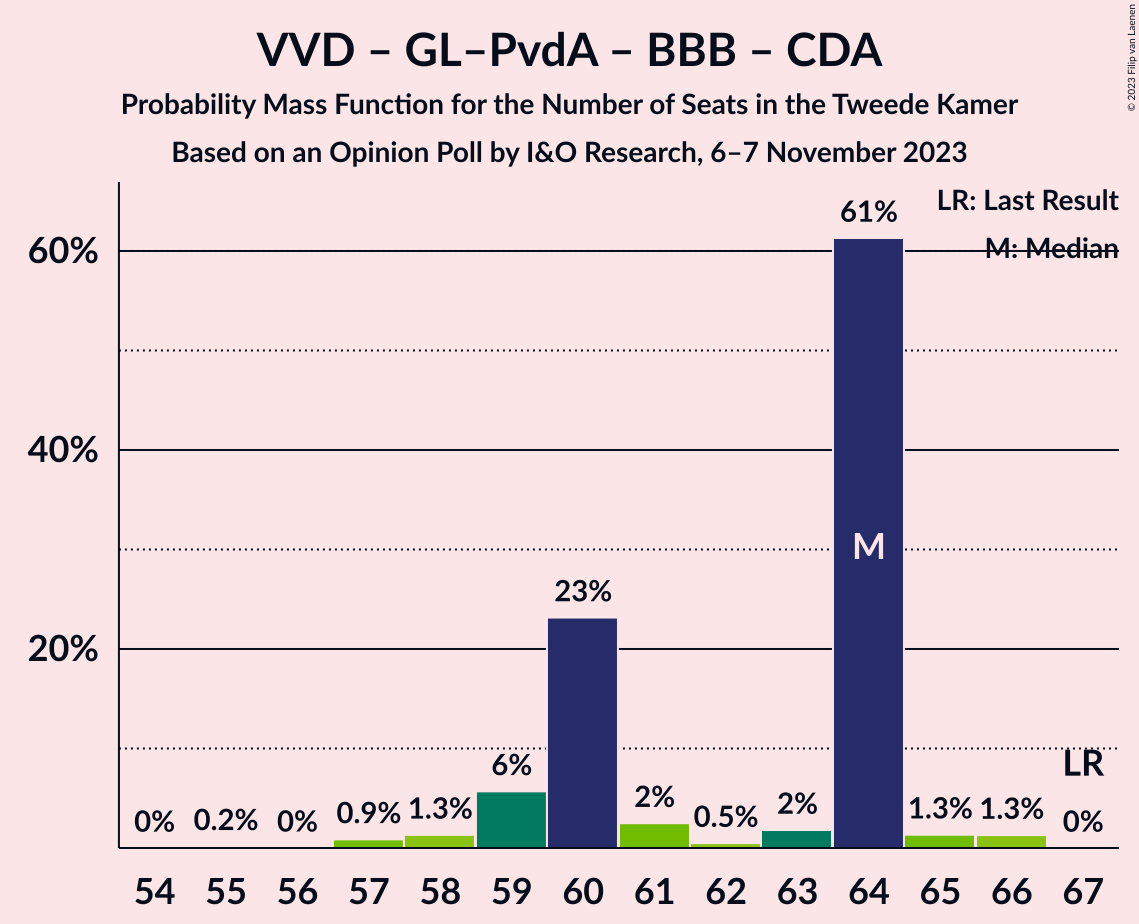 VVD – GL–PvdA – BBB – CDA
Probability Mass Function for the Number of Seats in the Tweede Kamer
Based on an Opinion Poll by I&O Research, 6–7 November 2023
© 2023 Filip van Laenen
LR: Last Result
M: Median
61%
60%
40%
M
23%
20%
6%
LR
0% 0.2% 0% 0.9% 1.3% 2% 0.5% 2% 1.3% 1.3% 0%
54 55 56 57 58 59 60 61 62 63 64 65 66 67